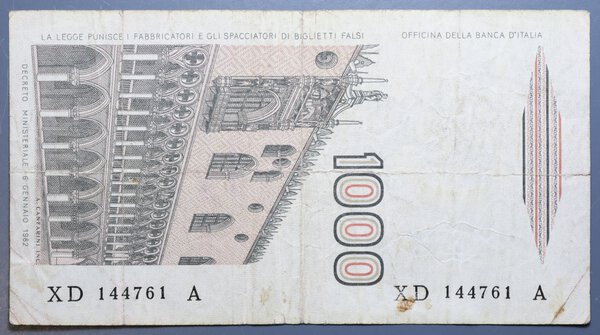 LA LEGGE PUNISCE I FABBRICATORI E GLI SPACCIATORI DI BIGLIETTI FALSI
OFFICINA DELLA BANCA D'ITALIA
DECRETO MINISTERIALE 6 GENNAIO 1982
A. CANFARINI INC.
1000
XD 144761 A
XD 144761 A